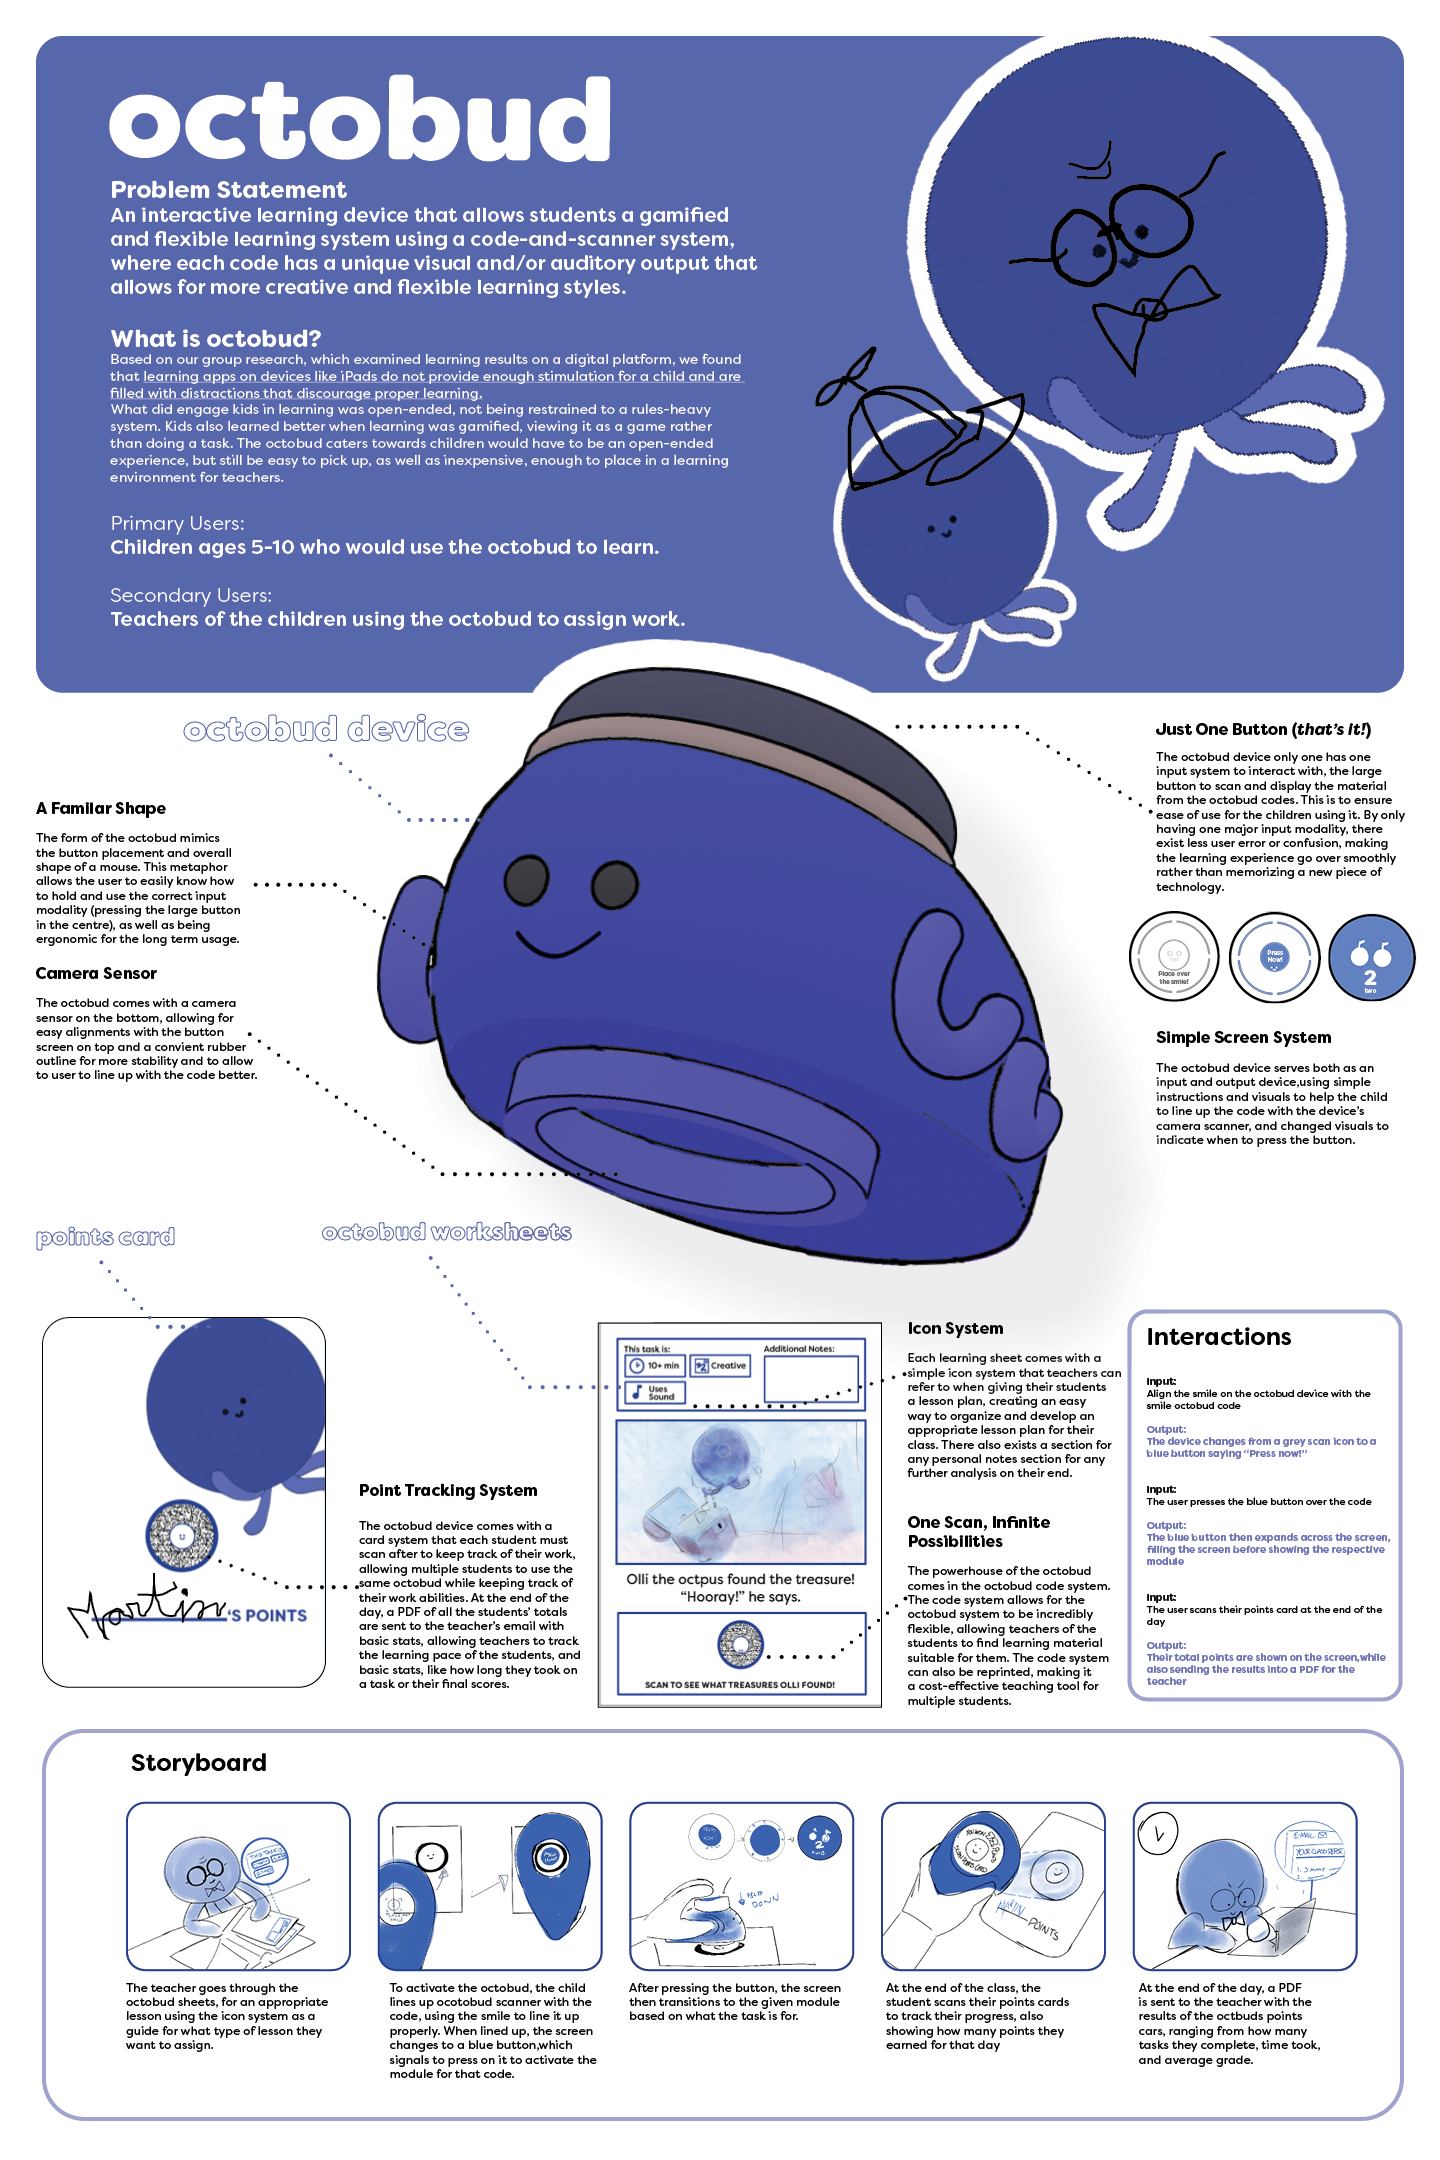 octobud
Problem Statement
An interactive learning device that allows students a gamified
and flexible learning system using a code-and-scanner system,
where each code has a unique visual and/or auditory output that
allows for more creative and flexible learning styles.
What is octobud?
Based on our group research, which examined learning results on a digital platform, we found
that learning apps on devices like iPads do not provide enough stimulation for a child and are
filled with distractions that discourage proper learning.
What did engage kids in learning was open-ended, not being restrained to a rules-heavy
system. Kids also learned better when learning was gamified, viewing it as a game rather
than doing a task. The octobud caters towards children would have to be an open-ended
experience, but still be easy to pick up, as well as inexpensive, enough to place in a learning
environment for teachers.
Primary Users:
Children ages 5-10 who would use the octobud to learn.
Secondary Users:
Teachers of the children using the octobud to assign work.
octobud device
A Familar Shape
The form of the octobud mimics
the button placement and overall
shape of a mouse. This metaphor
allows the user to easily know how
to hold and use the correct input
modality (pressing the large button
in the centre), as well as being
ergonomic for the long term usage.
Camera Sensor
The octobud comes with a camera
sensor on the bottom, allowing for
easy alignments with the button
screen on top and a convient rubber
outline for more stability and to allow
to user to line up with the code better.
Just One Button (that's it!)
The octobud device only one has one
input system to interact with, the large
button to scan and display the material
from the octobud codes. This is to ensure
ease of use for the children using it. By only
having one major input modality, there
exist less user error or confusion, making
the learning experience go over smoothly
rather than memorizing a new piece of
technology.
Place over
the smile!
Press
Now!
2
two
Simple Screen System
The octobud device serves both as an
input and output device,using simple
instructions and visuals to help the child
to line up the code with the device's
camera scanner, and changed visuals to
indicate when to press the button.
points card
Martin'S POINTS
Point Tracking System
The octobud device comes with a
card system that each student must
scan after to keep track of their work,
allowing multiple students to use the
same octobud while keeping track of
their work abilities. At the end of the
day, a PDF of all the students' totals
are sent to the teacher's email with
basic stats, allowing teachers to track
the learning pace of the students, and
basic stats, like how long they took on
a task or their final scores.
octobud worksheets
This task is:
10+ min
Creative
Uses
Sound
Additional Notes:
Olli the octpus found the treasure!
"Hooray!" he says.
SCAN TO SEE WHAT TREASURES OLLI FOUND!
Icon System
Each learning sheet comes with a
simple icon system that teachers can
refer to when giving their students
a lesson plan, creating an easy
way to organize and develop an
appropriate lesson plan for their
class. There also exists a section for
any personal notes section for any
further analysis on their end.
One Scan, Infinite
Possibilities
The powerhouse of the octobud
comes in the octobud code system.
The code system allows for the
octobud system to be incredibly
flexible, allowing teachers of the
students to find learning material
suitable for them. The code system
can also be reprinted, making it
a cost-effective teaching tool for
multiple students.
Interactions
Input:
Align the smile on the octobud device with the
smile octobud code
Output:
The device changes from a grey scan icon to a
blue button saying "Press now!"
Input:
The user presses the blue button over the code
Output:
The blue button then expands across the screen,
filling the screen before showing the respective
module
Input:
The user scans their points card at the end of the
day
Output:
Their total points are shown on the screen,while
also sending the results into a PDF for the
teacher
Storyboard
THIS TASK IS
The teacher goes through the
octobud sheets, for an appropriate
lesson using the icon system as a
guide for what type of lesson they
want to assign.
To activate the octobud, the child
lines up ocotobud scanner with the
code, using the smile to line it up
properly. When lined up, the screen
changes to a blue button,which
signals to press on it to activate the
module for that code.
2
DOWN
After pressing the button, the screen
then transitions to the given module
based on what the task is for.
MARTIN
POINTS
At the end of the class, the
student scans their points cards
to track their progress, also
showing how many points they
earned for that day
E-MAIL
YOUR CLASS
At the end of the day, a PDF
is sent to the teacher with the
results of the octbuds points
cars, ranging from how many
tasks they complete, time took,
and average grade.